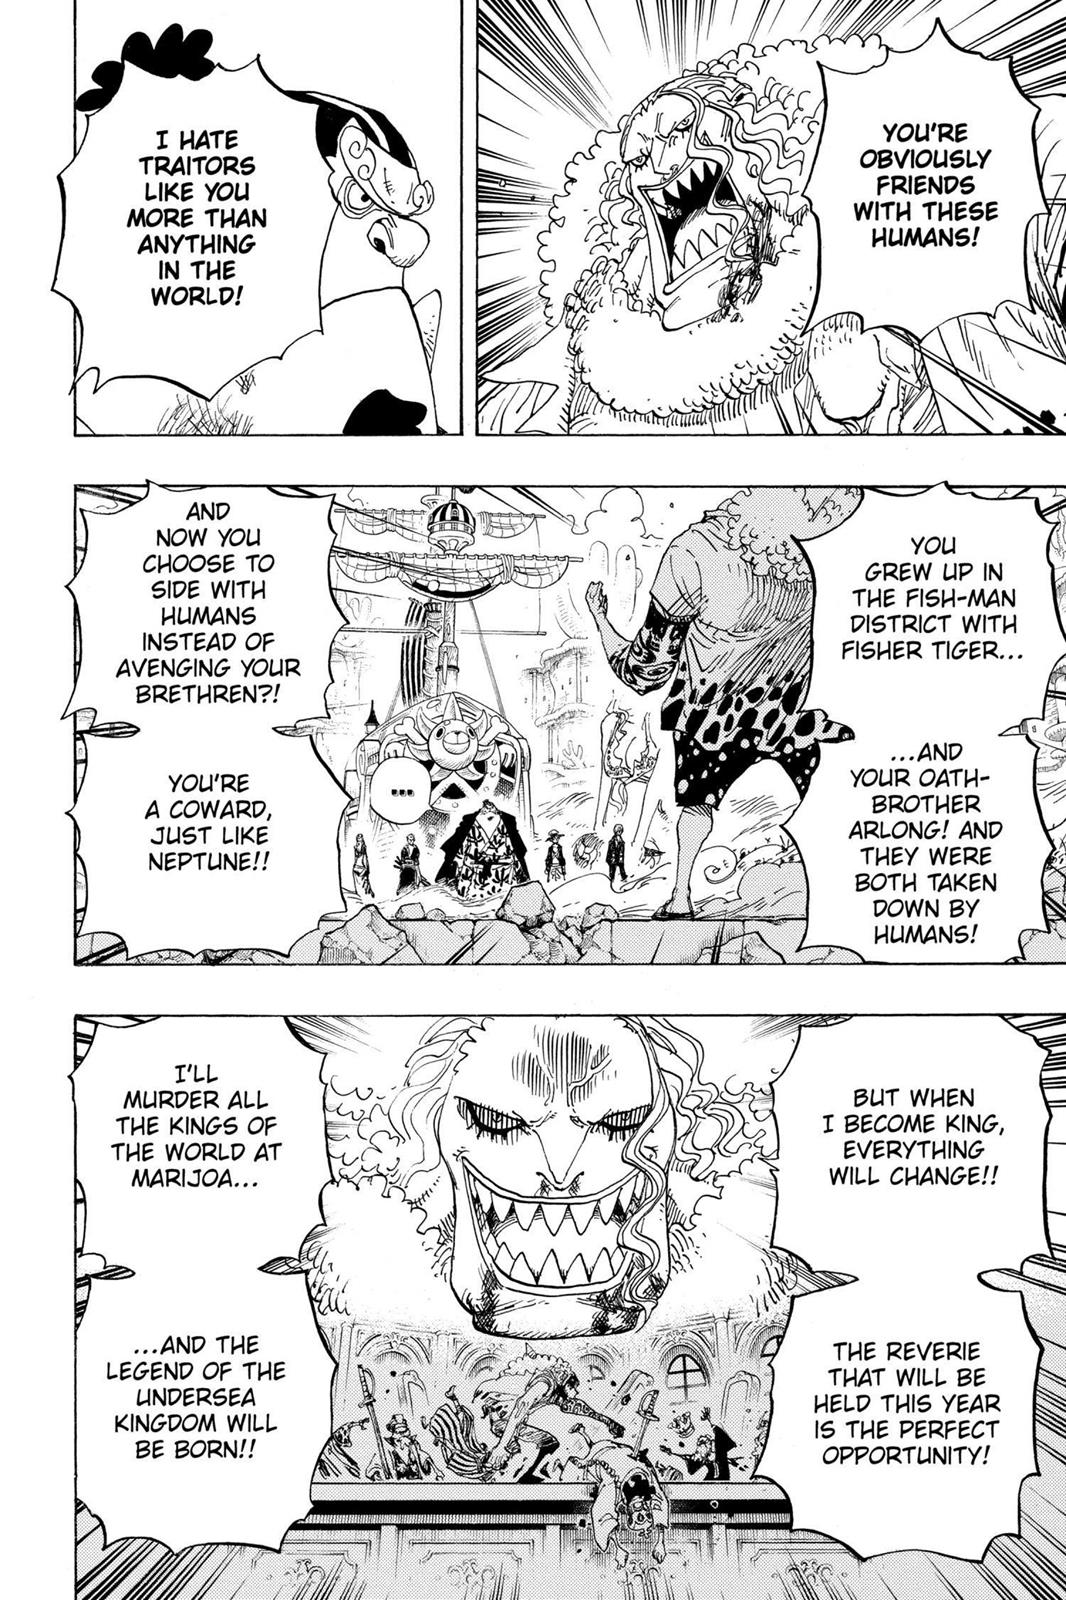 YOU'RE
OBVIOUSLY
FRIENDS
WITH THESE
HUMANS!
I HATE
TRAITORS
LIKE YOU
MORE THAN
ANYTHING
IN THE
WORLD!
YOU
GREW UP IN
THE FISH-MAN
DISTRICT WITH
FISHER TIGER...
...AND
YOUR OATH-
BROTHER
ARLONG! AND
THEY WERE
BOTH TAKEN
DOWN BY
HUMANS!
...
AND
NOW YOU
CHOOSE TO
SIDE WITH
HUMANS
INSTEAD OF
AVENGING YOUR
BRETHREN?!
YOU'RE
A COWARD,
JUST LIKE
NEPTUNE!!
BUT WHEN
I BECOME KING,
EVERYTHING
WILL CHANGE!!
THE REVERIE
THAT WILL BE
HELD THIS YEAR
IS THE PERFECT
OPPORTUNITY!
I'LL
MURDER ALL
THE KINGS OF
THE WORLD AT
MARIJOA...
...AND THE
LEGEND OF THE
UNDERSEA
KINGDOM WILL
BE BORN!!